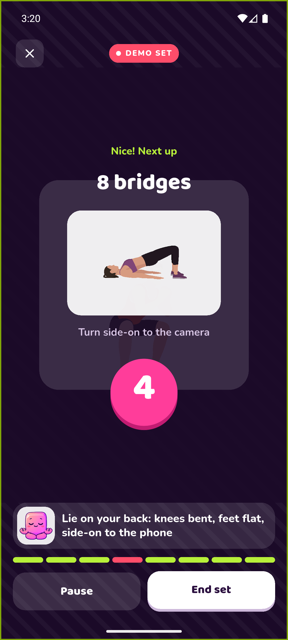 3:20
DEMO SET
Nice! Next up
8 bridges
Turn side-on to the camera
4
Lie on your back: knees bent, feet flat,
side-on to the phone
Pause
End set